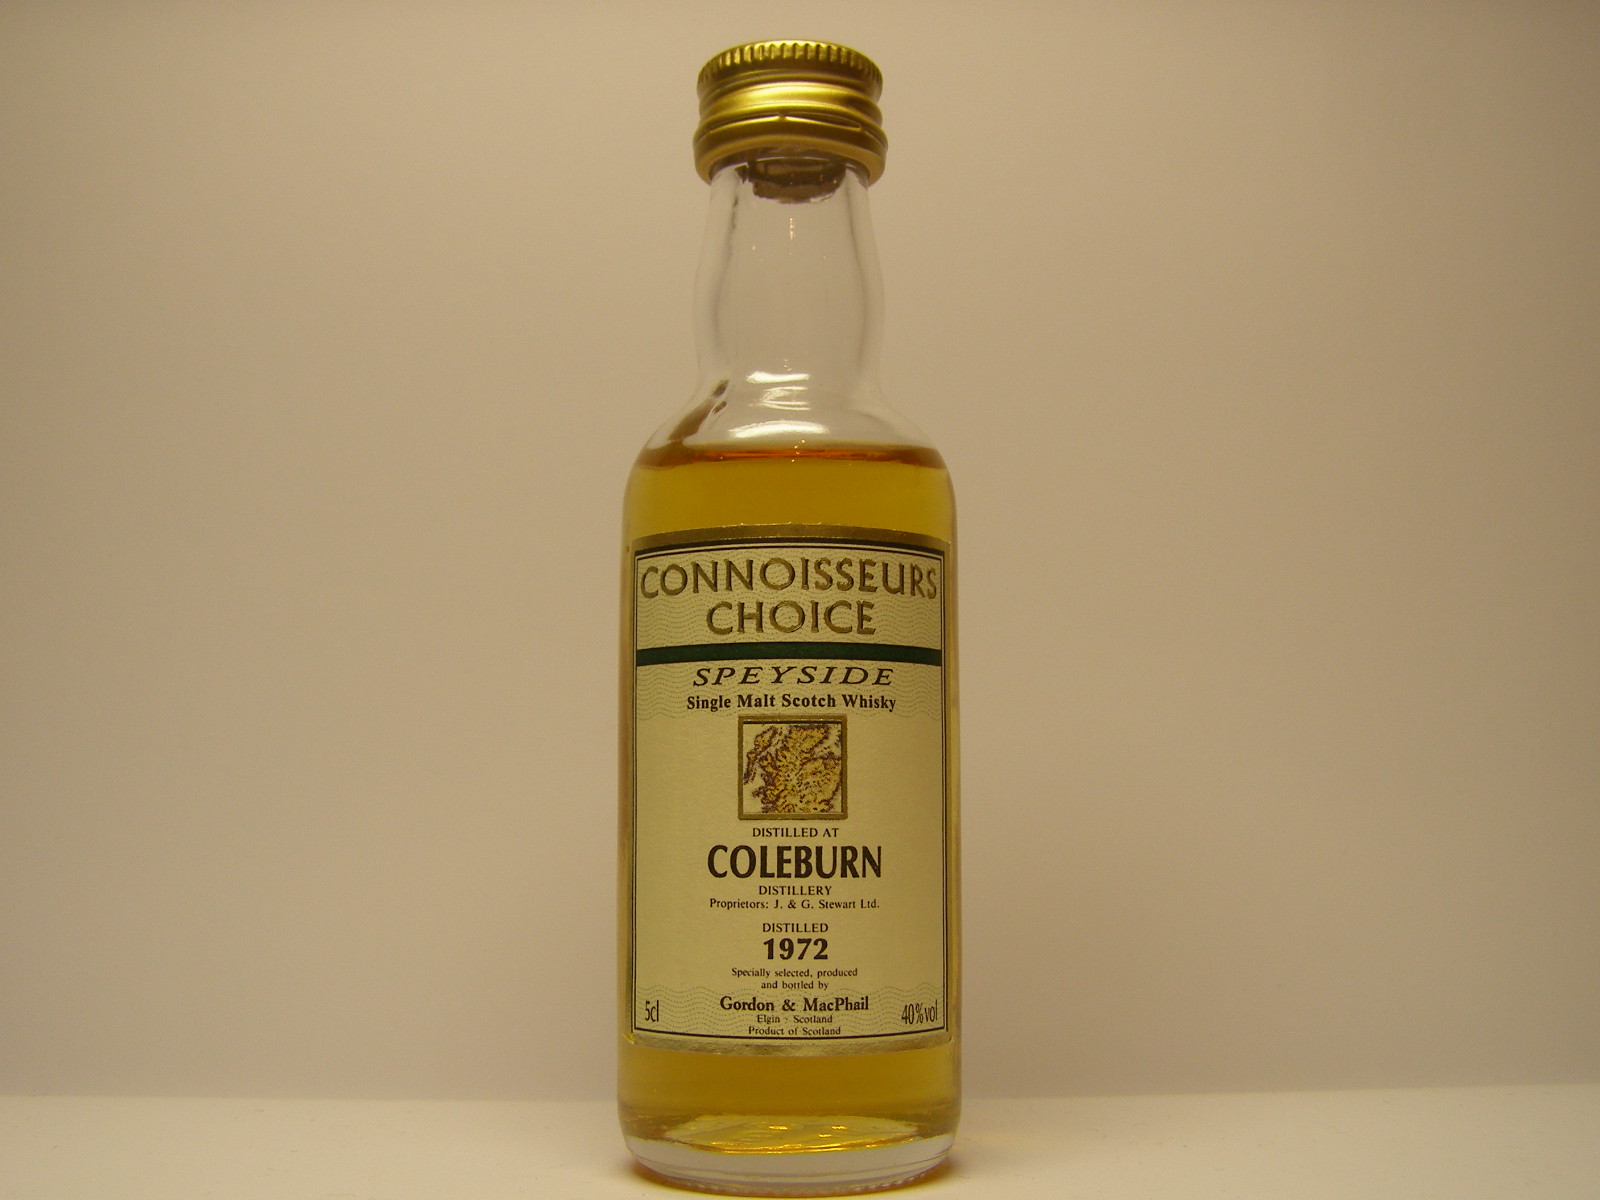 CONNOISSEURS
CHOICE
SPEYSIDE
Single Malt Scotch Whisky
DISTILLED AT
COLEBURN
DISTILLERY
Proprietors: J. & G. Stewart Ltd.
DISTILLED
1972
Specially selected, produced
and bottled by
Gordon & MacPhail
5cl
40%vol
Elgin - Scotland
Product of Scotland